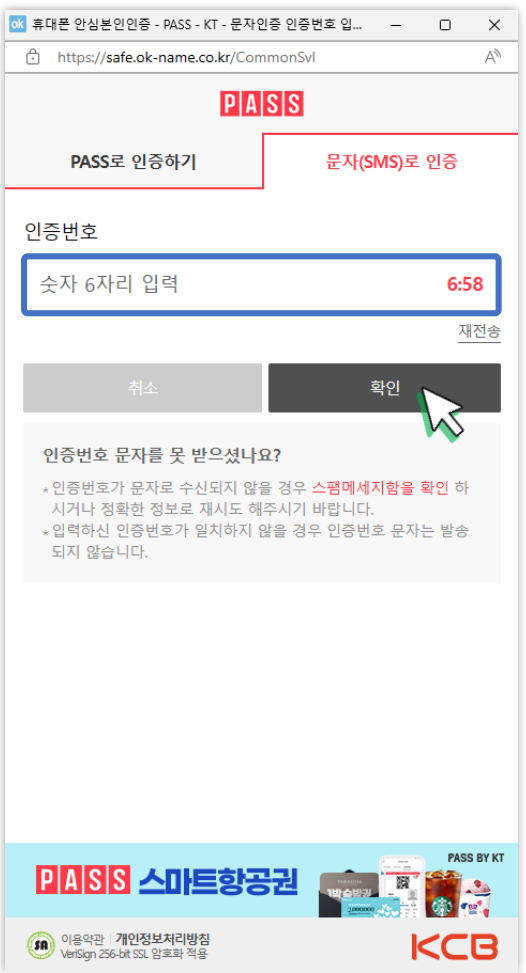 ok 휴대폰 안심본인인증 - PASS - KT - 문자인증 인증번호 입...
https://safe.ok-name.co.kr/CommonSvl
PASS
PASS로 인증하기
문자(SMS)로 인증
인증번호
숫자 6자리 입력 6:58
재전송
취소
확인
인증번호 문자를 못 받으셨나요?
*인증번호가 문자로 수신되지 않을 경우 스팸메세지함을 확인 하
시거나 정확한 정보로 재시도 해주시기 바랍니다.
*입력하신 인증번호가 일치하지 않을 경우 인증번호 문자는 발송
되지 않습니다.
PASS BY KT
PASS 스마트항공권
이용약관 | 개인정보처리방침
VeriSign 256-bit SSL 암호화 적용
KCB